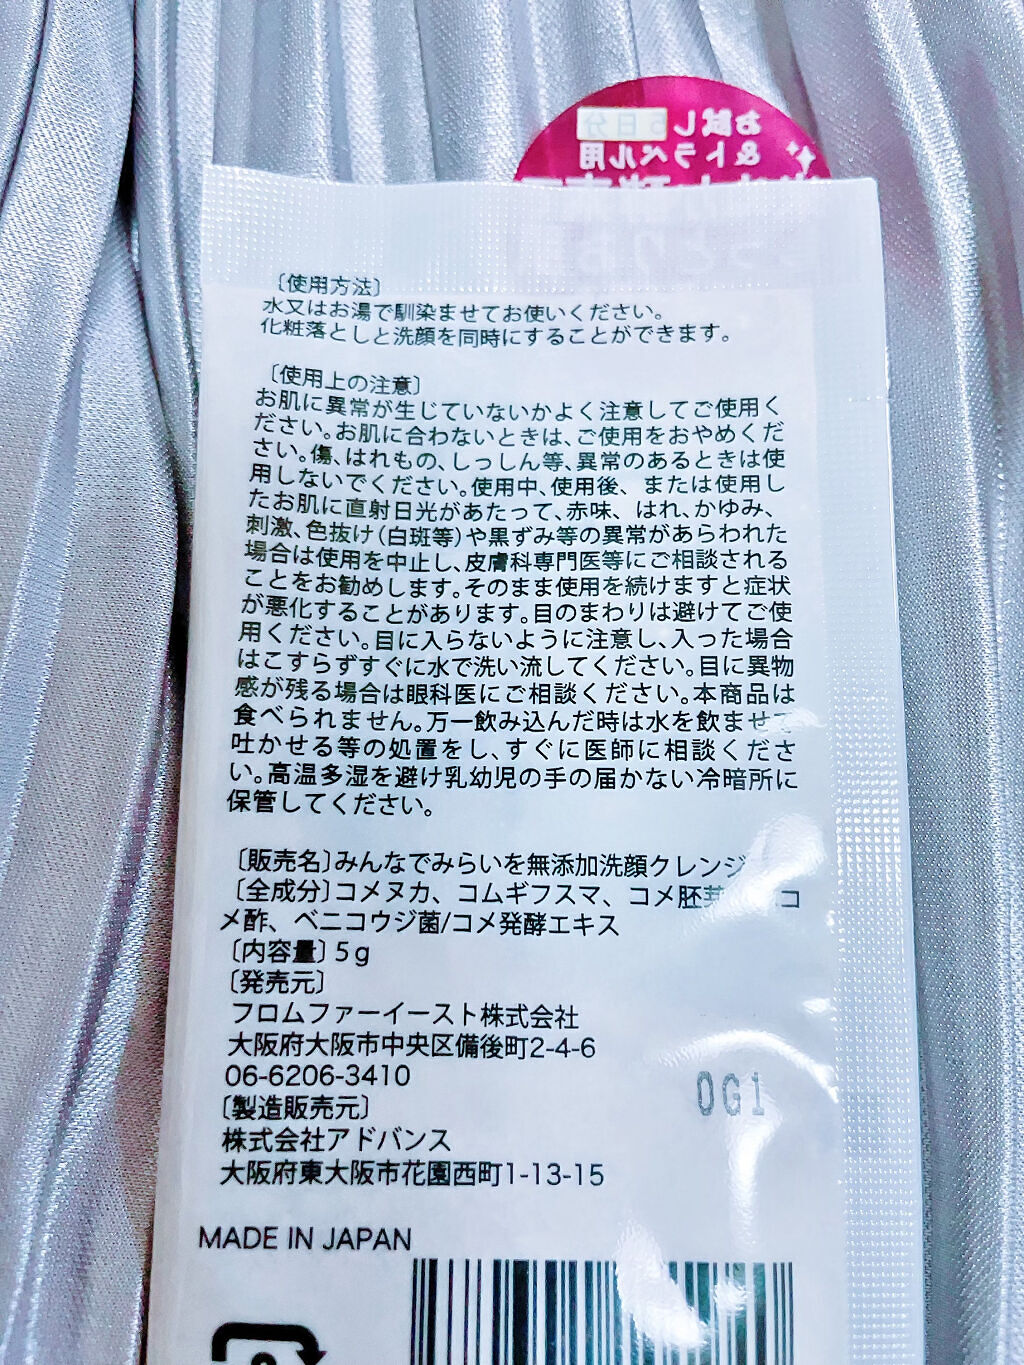 お試し5日分
&トラベル用
〔使用方法〕
水又はお湯で馴染ませてお使いください。
化粧落としと洗顔を同時にすることができます。
〔使用上の注意〕
お肌に異常が生じていないかよく注意してご使用く
ださい。お肌に合わないときは、ご使用をおやめくだ
さい。傷、はれもの、しっしん等、異常のあるときは使
用しないでください。使用中、使用後、または使用し
たお肌に直射日光があたって、赤味、はれ、かゆみ、
刺激、色抜け（白斑等）や黒ずみ等の異常があらわれた
場合は使用を中止し、皮膚科専門医等にご相談される
ことをお勧めします。そのまま使用を続けますと症状
が悪化することがあります。目のまわりは避けてご使
用ください。目に入らないように注意し、入った場合
はこすらずすぐに水で洗い流してください。目に異物
感が残る場合は眼科医にご相談ください。本商品は
食べられません。万一飲み込んだ時は水を飲ませて
吐かせる等の処置をし、すぐに医師に相談くださ
い。高温多湿を避け乳幼児の手の届かない冷暗所に
保管してください。
〔販売名〕みんなでみらいを無添加洗顔クレンジ
〔全成分〕コメヌカ、コムギフスマ、コメ胚芽 コ
メ酢、ベニコウジ菌/コメ発酵エキス
〔内容量〕5g
〔発売元〕
フロムファーイースト株式会社
大阪府大阪市中央区備後町2-4-6
06-6206-3410
〔製造販売元〕
株式会社アドバンス
大阪府東大阪市花園西町1-13-15
0G1
MADE IN JAPAN